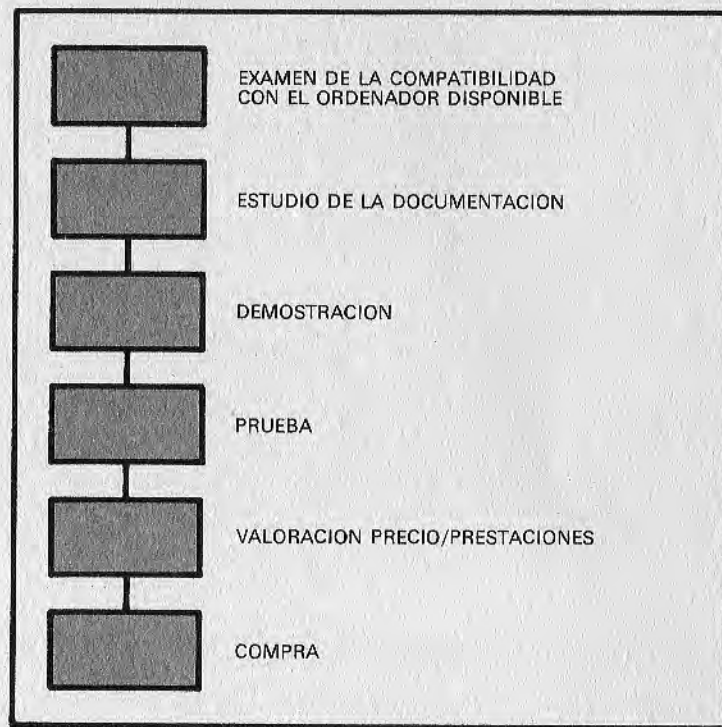 EXAMEN DE LA COMPATIBILIDAD
CON EL ORDENADOR DISPONIBLE
ESTUDIO DE LA DOCUMENTACION
DEMOSTRACION
PRUEBA
VALORACION PRECIO/PRESTACIONES
COMPRA